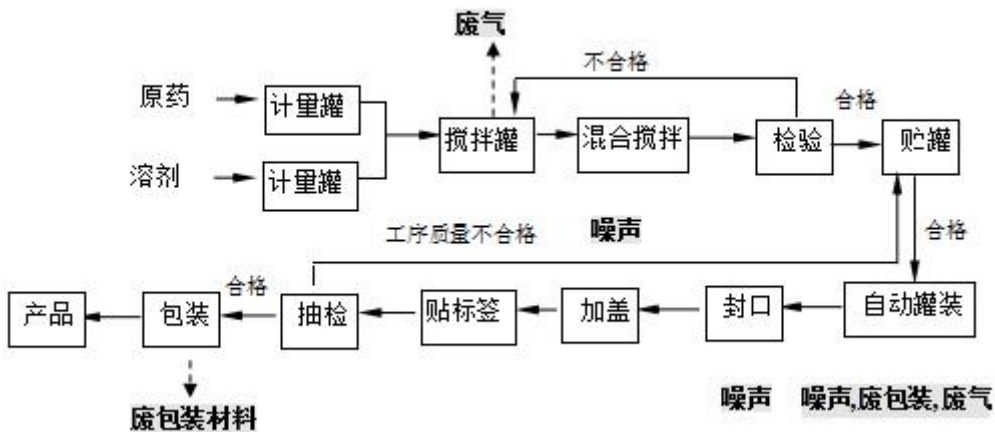 废气
不合格
原药
计量罐
合格
搅拌罐
混合搅拌
检验
贮罐
溶剂
计量罐
工序质量不合格
噪声
合格
合格
产品
包装
抽检
贴标签
加盖
封口
自动罐装
噪声
噪声,废包装,废气
废包装材料